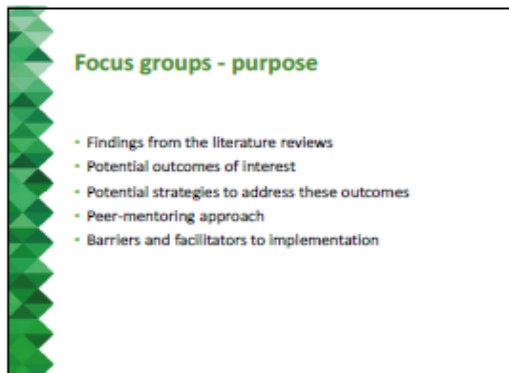 Focus groups - purpose
• Findings from the literature reviews
• Potential outcomes of interest
• Potential strategies to address these outcomes
• Peer-mentoring approach
• Barriers and facilitators to implementation